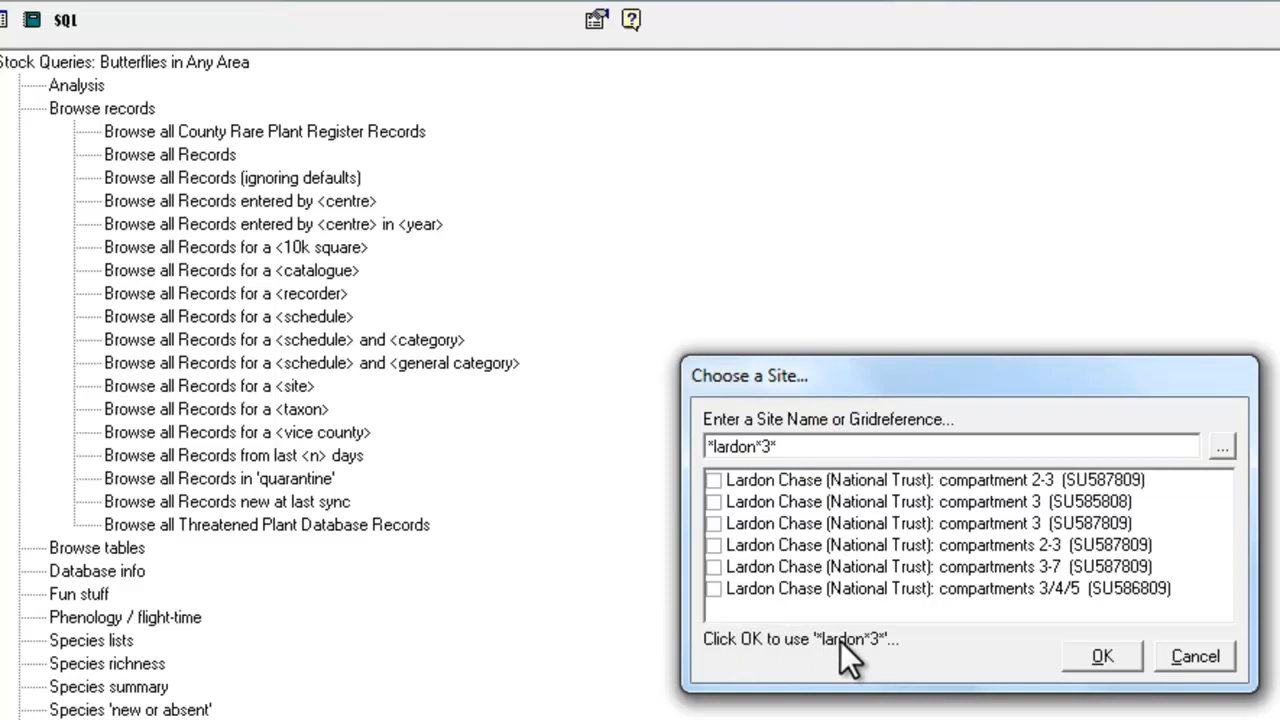 SQL
Stock Queries: Butterflies in Any Area
Analysis
Browse records
Browse all County Rare Plant Register Records
Browse all Records
Browse all Records (ignoring defaults)
Browse all Records entered by <centre>
Browse all Records entered by <centre> in <year>
Browse all Records for a <10k square>
Browse all Records for a <catalogue>
Browse all Records for a <recorder>
Browse all Records for a <schedule>
Browse all Records for a <schedule> and <category>
Browse all Records for a <schedule> and <general category>
Browse all Records for a <site>
Browse all Records for a <taxon>
Browse all Records for a <vice county>
Browse all Records from last <n> days
Browse all Records in 'quarantine'
Browse all Records new at last sync
Browse all Threatened Plant Database Records
Browse tables
Database info
Fun stuff
Phenology / flight-time
Species lists
Species richness
Species summary
Species 'new or absent'
Choose a Site...
Enter a Site Name or Gridreference...
*lardon*3*
...
Lardon Chase (National Trust): compartment 2-3 (SU587809)
Lardon Chase (National Trust): compartment 3 (SU585808)
Lardon Chase (National Trust): compartment 3 (SU587809)
Lardon Chase (National Trust): compartments 2-3 (SU587809)
Lardon Chase (National Trust): compartments 3-7 (SU587809)
Lardon Chase (National Trust): compartments 3/4/5 (SU586809)
Click OK to use '*lardon*3*'...
OK
Cancel